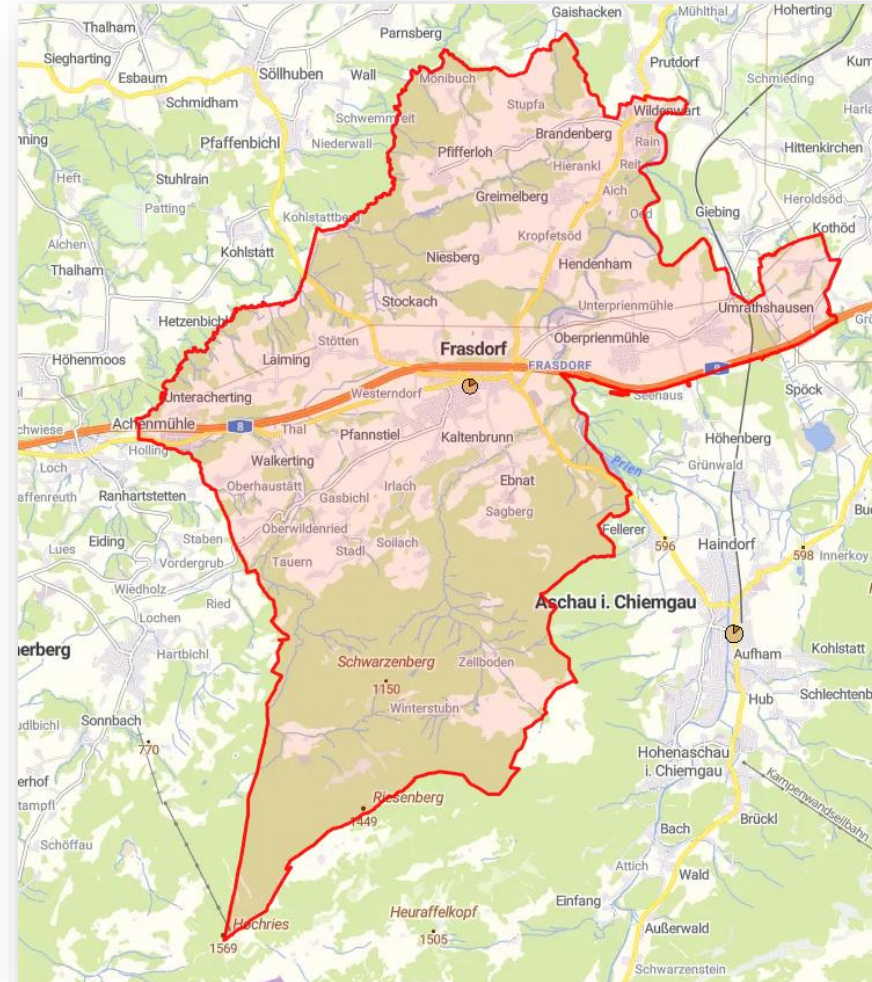 Gaishacken
Mühlthal
Hoherting
Thalham
Parnsberg
Siegharting
Esbaum
Söllhuben
Wall
Monibuch
Prutdorf
Schmieding
Schmidham
Stupfa
Wildenwart
Schwemmreit
Pfaffenbichl
Niederwall
Brandenberg
Rain
Hittenkirchen
Pfifferloh
Hierankl
Reit
Heft
Stuhlrain
Patting
Greimelberg
Aich
Heroldsöd
Kohlstattberg
Oed
Giebing
Kothöd
Aichen
Kohlstatt
Kropfetsöd
Thalham
Niesberg
Hendenham
Stockach
Unterprienmühle
Umrathshausen
Hetzenbichl
Stötten
Oberprienmühle
Höhenmoos
Laiming
Frasdorf
FRASDORF
8
Westerndorf
Seehaus
Spöck
Unteracherting
Achenmühle
8
Thal
Pfannstiel
Kaltenbrunn
Höhenberg
Holling
Loch
Walkerting
Prien
Grünwald
Ranhartstetten
Oberhaustätt
Irlach
Ebnat
Gasbichl
Sagberg
Eiding
Staben
Oberwildenried
Fellerer
Lues
Vordergrub
Stadl
Soilach
596
Haindorf
598
Innerkoy
Tauern
Wiedholz
Ried
Aschau i. Chiemgau
Lochen
Hartbichl
Schwarzenberg
Zellboden
Aufham
Kohlstatt
1150
Schlechtenb
Winterstubn
Hub
Sonnbach
770
Hohenaschau
i. Chiemgau
Kampenwandseilbahn
Riesenberg
1449
Brückl
Schöffau
Bach
Attich
Wald
Heuraffelkopf
Einfang
Hochries
1569
1505
Außerwald
Schwarzenstein